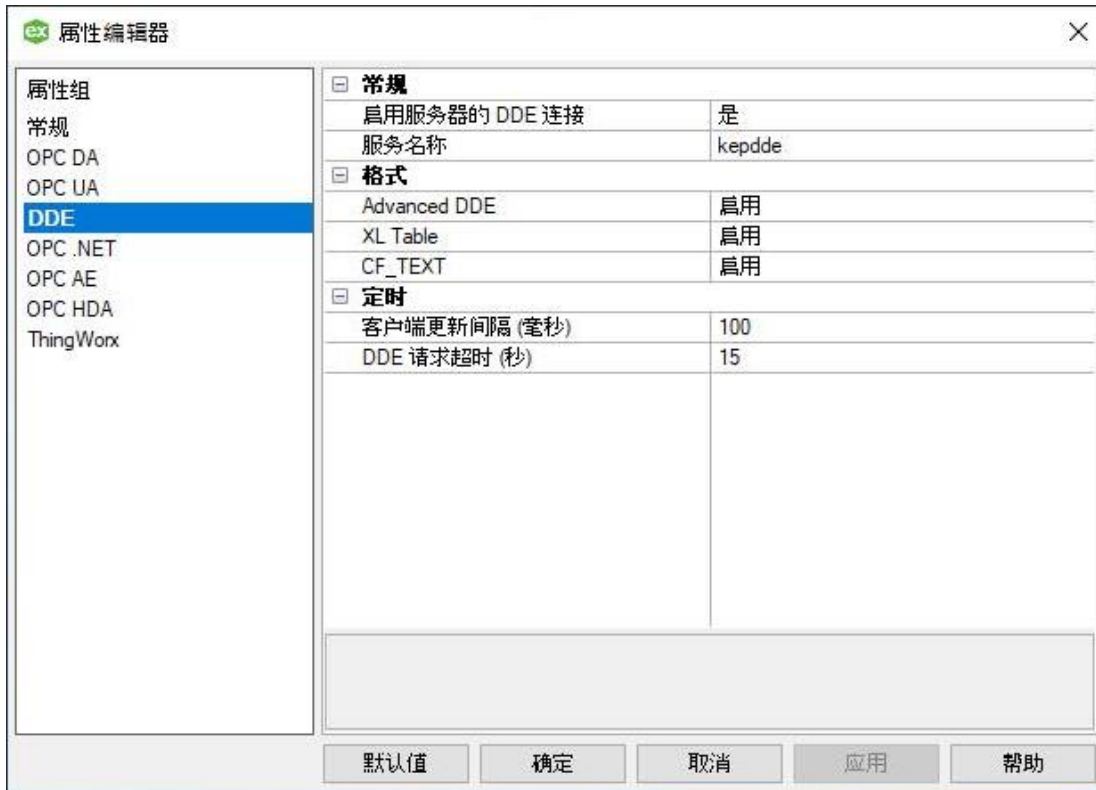 属性编辑器
属性组
常规
OPC DA
OPC UA
DDE
OPC .NET
OPC AE
OPC HDA
ThingWorx
常规
启用服务器的 DDE 连接 是
服务名称 kepdde
格式
Advanced DDE 启用
XL Table 启用
CF_TEXT 启用
定时
客户端更新间隔 (毫秒) 100
DDE 请求超时 (秒) 15
默认值 确定 取消 应用 帮助